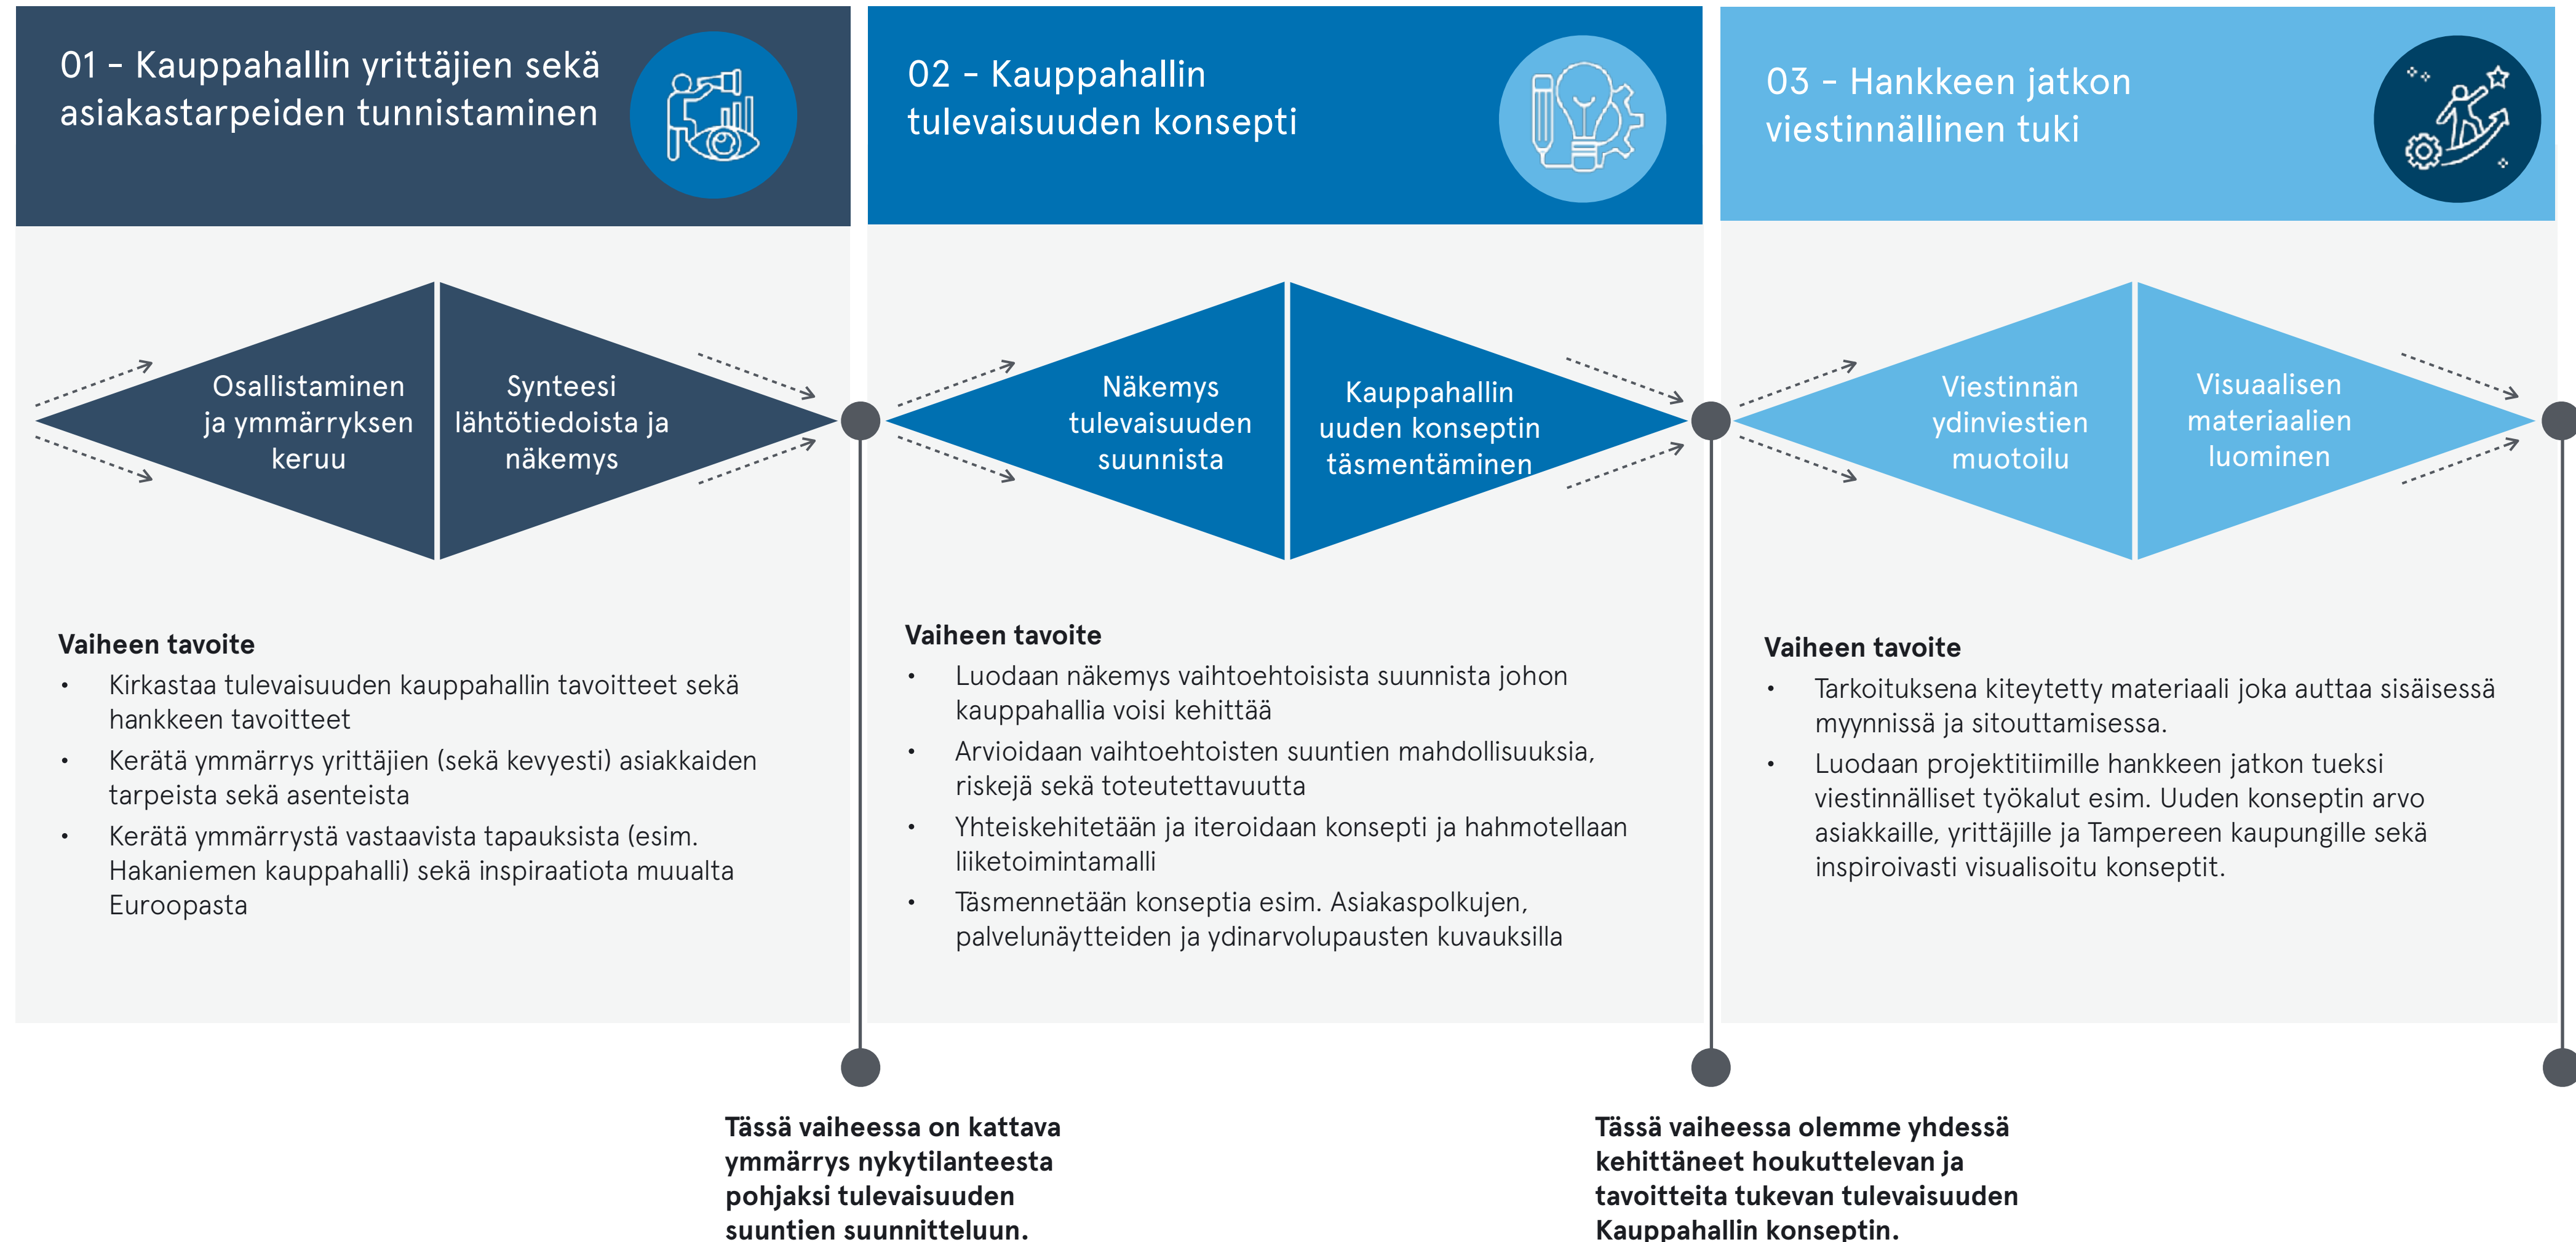 01 - Kauppahallin yrittäjien sekä
asiakastarpeiden tunnistaminen
Osallistaminen
ja ymmärryksen
keruu
Synteesi
lähtötiedoista ja
näkemys
Vaiheen tavoite
• Kirkastaa tulevaisuuden kauppahallin tavoitteet sekä
hankkeen tavoitteet
• Kerätä ymmärrys yrittäjien (sekä kevyesti) asiakkaiden
tarpeista sekä asenteista
• Kerätä ymmärrystä vastaavista tapauksista (esim.
Hakaniemen kauppahalli) sekä inspiraatiota muualta
Euroopasta
Tässä vaiheessa on kattava
ymmärrys nykytilanteesta
pohjaksi tulevaisuuden
suuntien suunnitteluun.
02 - Kauppahallin
tulevaisuuden konsepti
Näkemys
tulevaisuuden
suunnista
Kauppahallin
uuden konseptin
täsmentäminen
Vaiheen tavoite
• Luodaan näkemys vaihtoehtoisista suunnista johon
kauppahallia voisi kehittää
• Arvioidaan vaihtoehtoisten suuntien mahdollisuuksia,
riskejä sekä toteutettavuutta
• Yhteiskehitetään ja iteroidaan konsepti ja hahmotellaan
liiketoimintamalli
• Täsmennetään konseptia esim. Asiakaspolkujen,
palvelunäytteiden ja ydinarvolupausten kuvauksilla
Tässä vaiheessa olemme yhdessä
kehittäneet houkuttelevan ja
tavoitteita tukevan tulevaisuuden
Kauppahallin konseptin.
03 - Hankkeen jatkon
viestinnällinen tuki
Viestinnän
ydinviestien
muotoilu
Visuaalisen
materiaalien
luominen
Vaiheen tavoite
• Tarkoituksena kiteytetty materiaali joka auttaa sisäisessä
myynnissä ja sitouttamisessa.
• Luodaan projektitiimille hankkeen jatkon tueksi
viestinnälliset työkalut esim. Uuden konseptin arvo
asiakkaille, yrittäjille ja Tampereen kaupungille sekä
inspiroivasti visualisoitu konseptit.